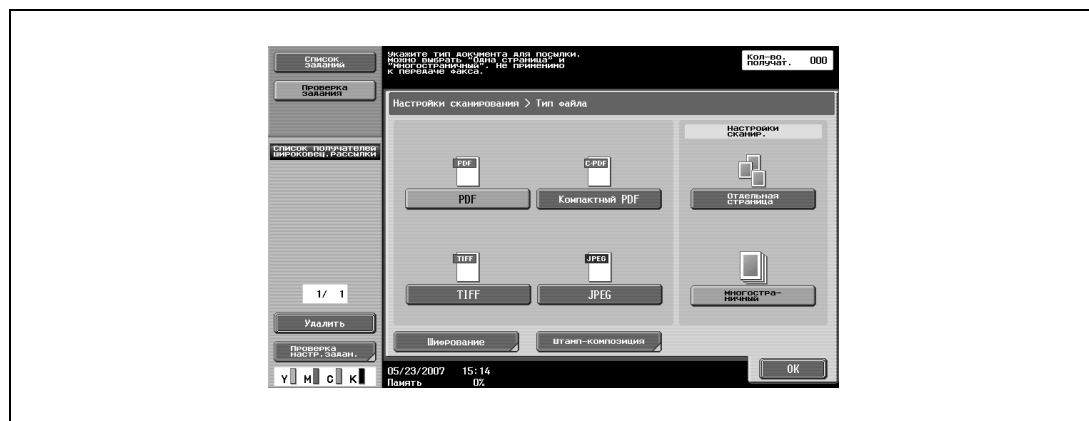 Список
заданий
Проверка
задания
Список получателей
широковещ.рассылки
1/ 1
Удалить
Проверка
настр.задан.
Y M C K
Укажите тип документа для посылки.
Можно выбрать "Одна страница" и
"Многостраничный". Не применимо
к передаче факса.
Кол-во.
получат. 000
Настройки сканирования > Тип файла
PDF
PDF
C-PDF
Компактный PDF
TIFF
TIFF
JPEG
JPEG
Настройки
сканир.
Отдельная
страница
Многостра-
ничный
Шифрование
Штамп-композиция
05/23/2007 15:14
Память 0%
OK